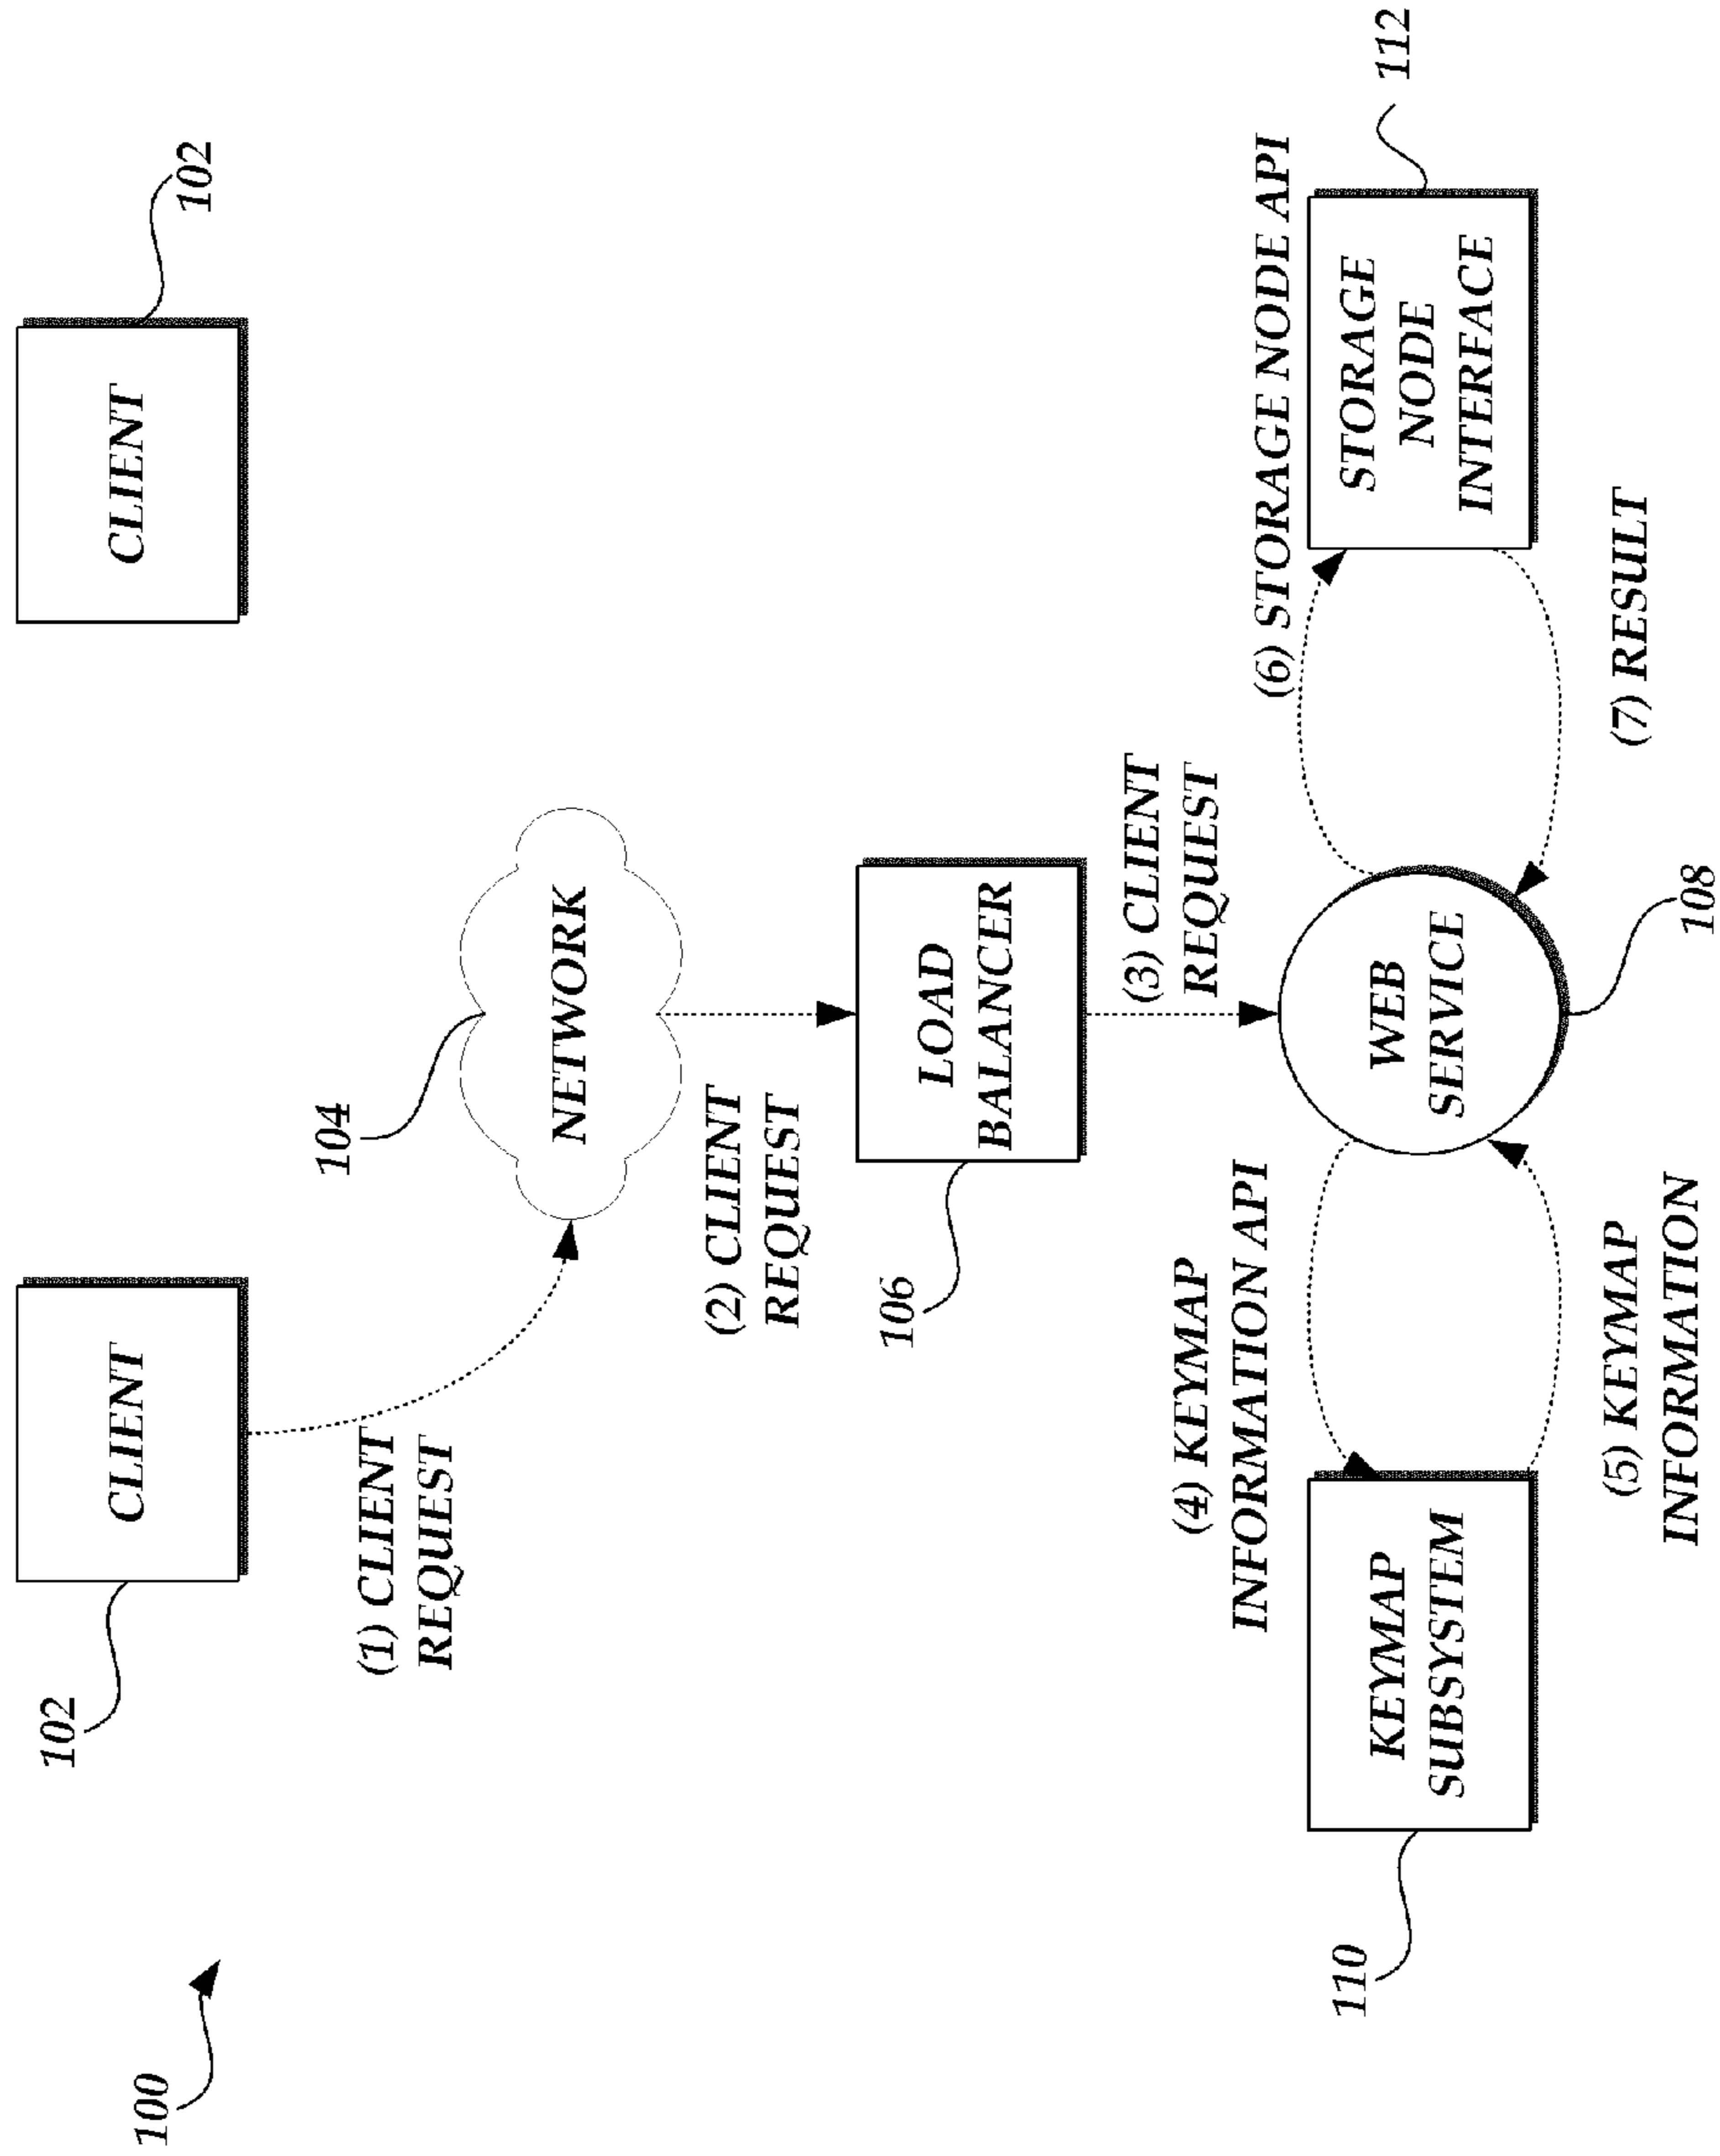 100
102
CLIENT
CLIENT
102
(1) CLIENT
REQUEST
104
NETWORK
(2) CLIENT
REQUEST
106
LOAD
BALANCER
(3) CLIENT
REQUEST
(4) KEYMAP
INFORMATION API
(6) STORAGE NODE API
110
KEYMAP
SUBSYSTEM
WEB
SERVICE
STORAGE
NODE
INTERFACE
112
(5) KEYMAP
INFORMATION
108
(7) RESULT